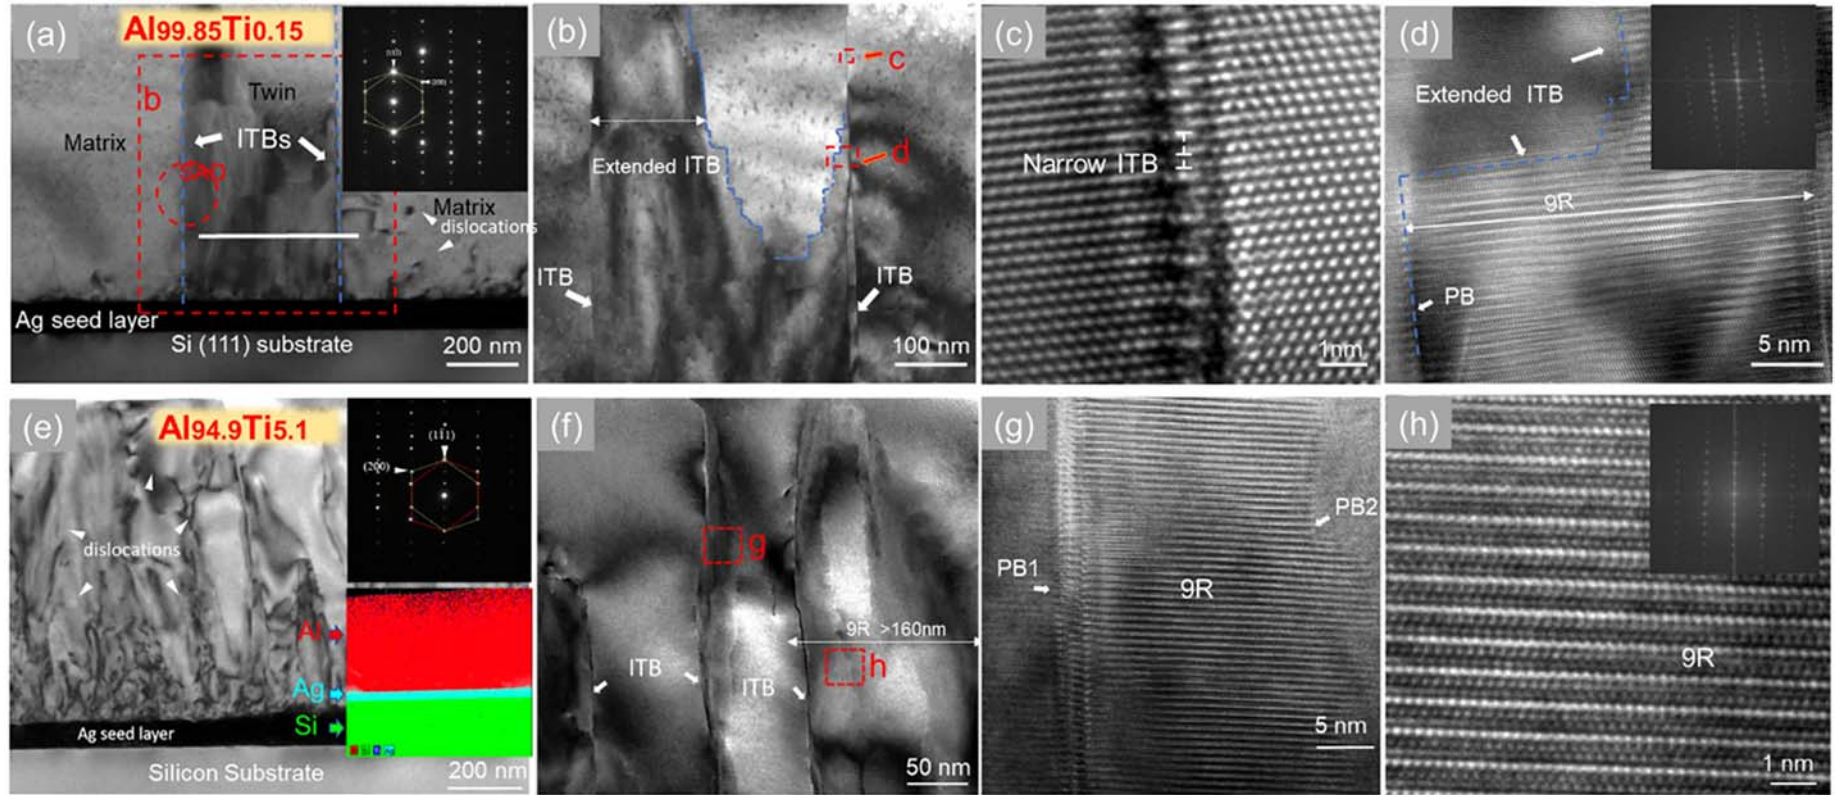 (a)
Al99.85Ti0.15
b
Twin
Matrix
ITBs
SAD
Matrix
dislocations
Ag seed layer
Si (111) substrate
200 nm
(b)
c
Extended ITB
d
ITB
ITB
100 nm
(c)
Narrow ITB
1nm
(d)
Extended ITB
9R
PB
5 nm
(e)
Al94.9Ti5.1
(111)
(200)
dislocations
Al
Ag
Si
Ag seed layer
Silicon Substrate
200 nm
(f)
g
9R >160nm
h
ITB
ITB
50 nm
(g)
PB2
PB1
9R
5 nm
(h)
9R
1 nm